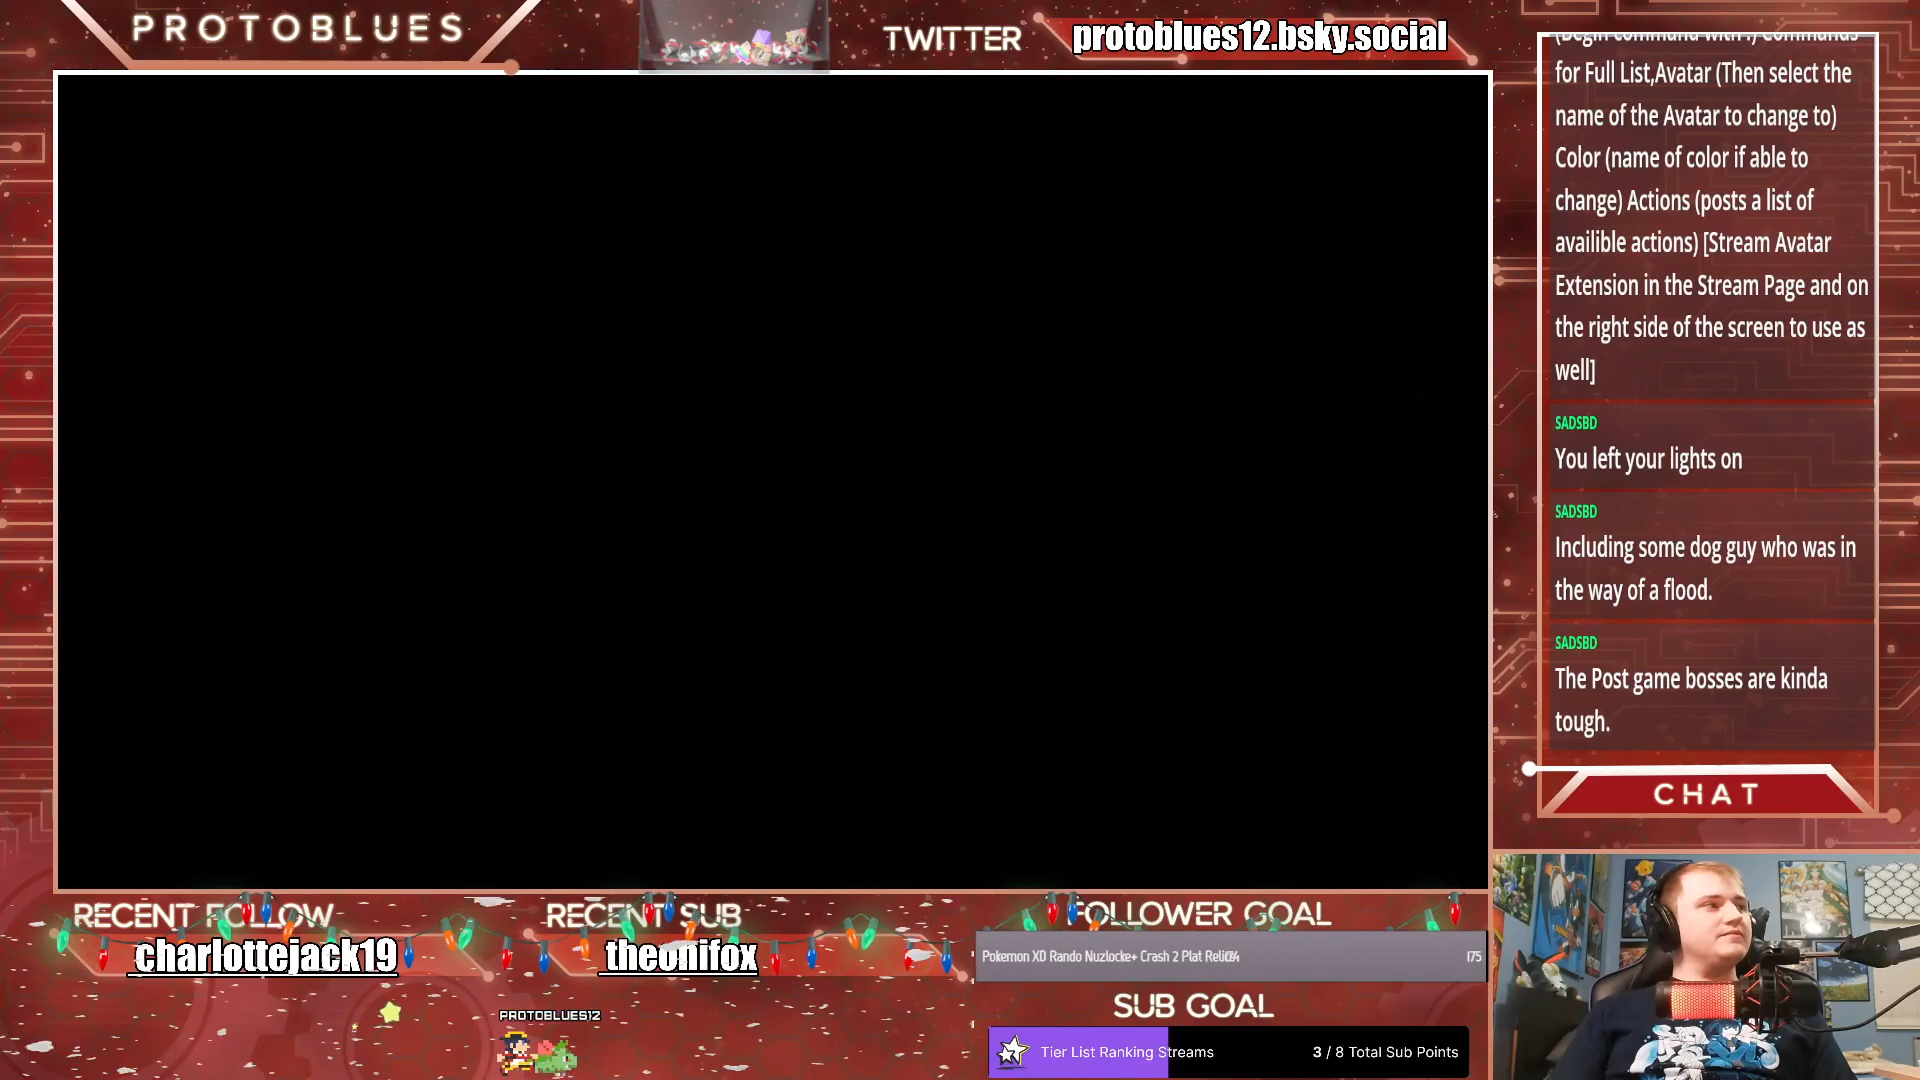 PROTOBLUES
TWITTER
protoblues12.bsky.social
(Begin command with !) Commands
for Full List,Avatar (Then select the
name of the Avatar to change to)
Color (name of color if able to
change) Actions (posts a list of
availible actions) [Stream Avatar
Extension in the Stream Page and on
the right side of the screen to use as
well]
SADSBD
You left your lights on
SADSBD
Including some dog guy who was in
the way of a flood.
SADSBD
The Post game bosses are kinda
tough.
CHAT
RECENT FOLLOW
charlottejack19
RECENT SUB
theonifox
FOLLOWER GOAL
Pokemon XD Rando Nuzlocke+ Crash 2 Plat Relics
175
SUB GOAL
Tier List Ranking Streams
3 / 8 Total Sub Points
PROTOBLUES12